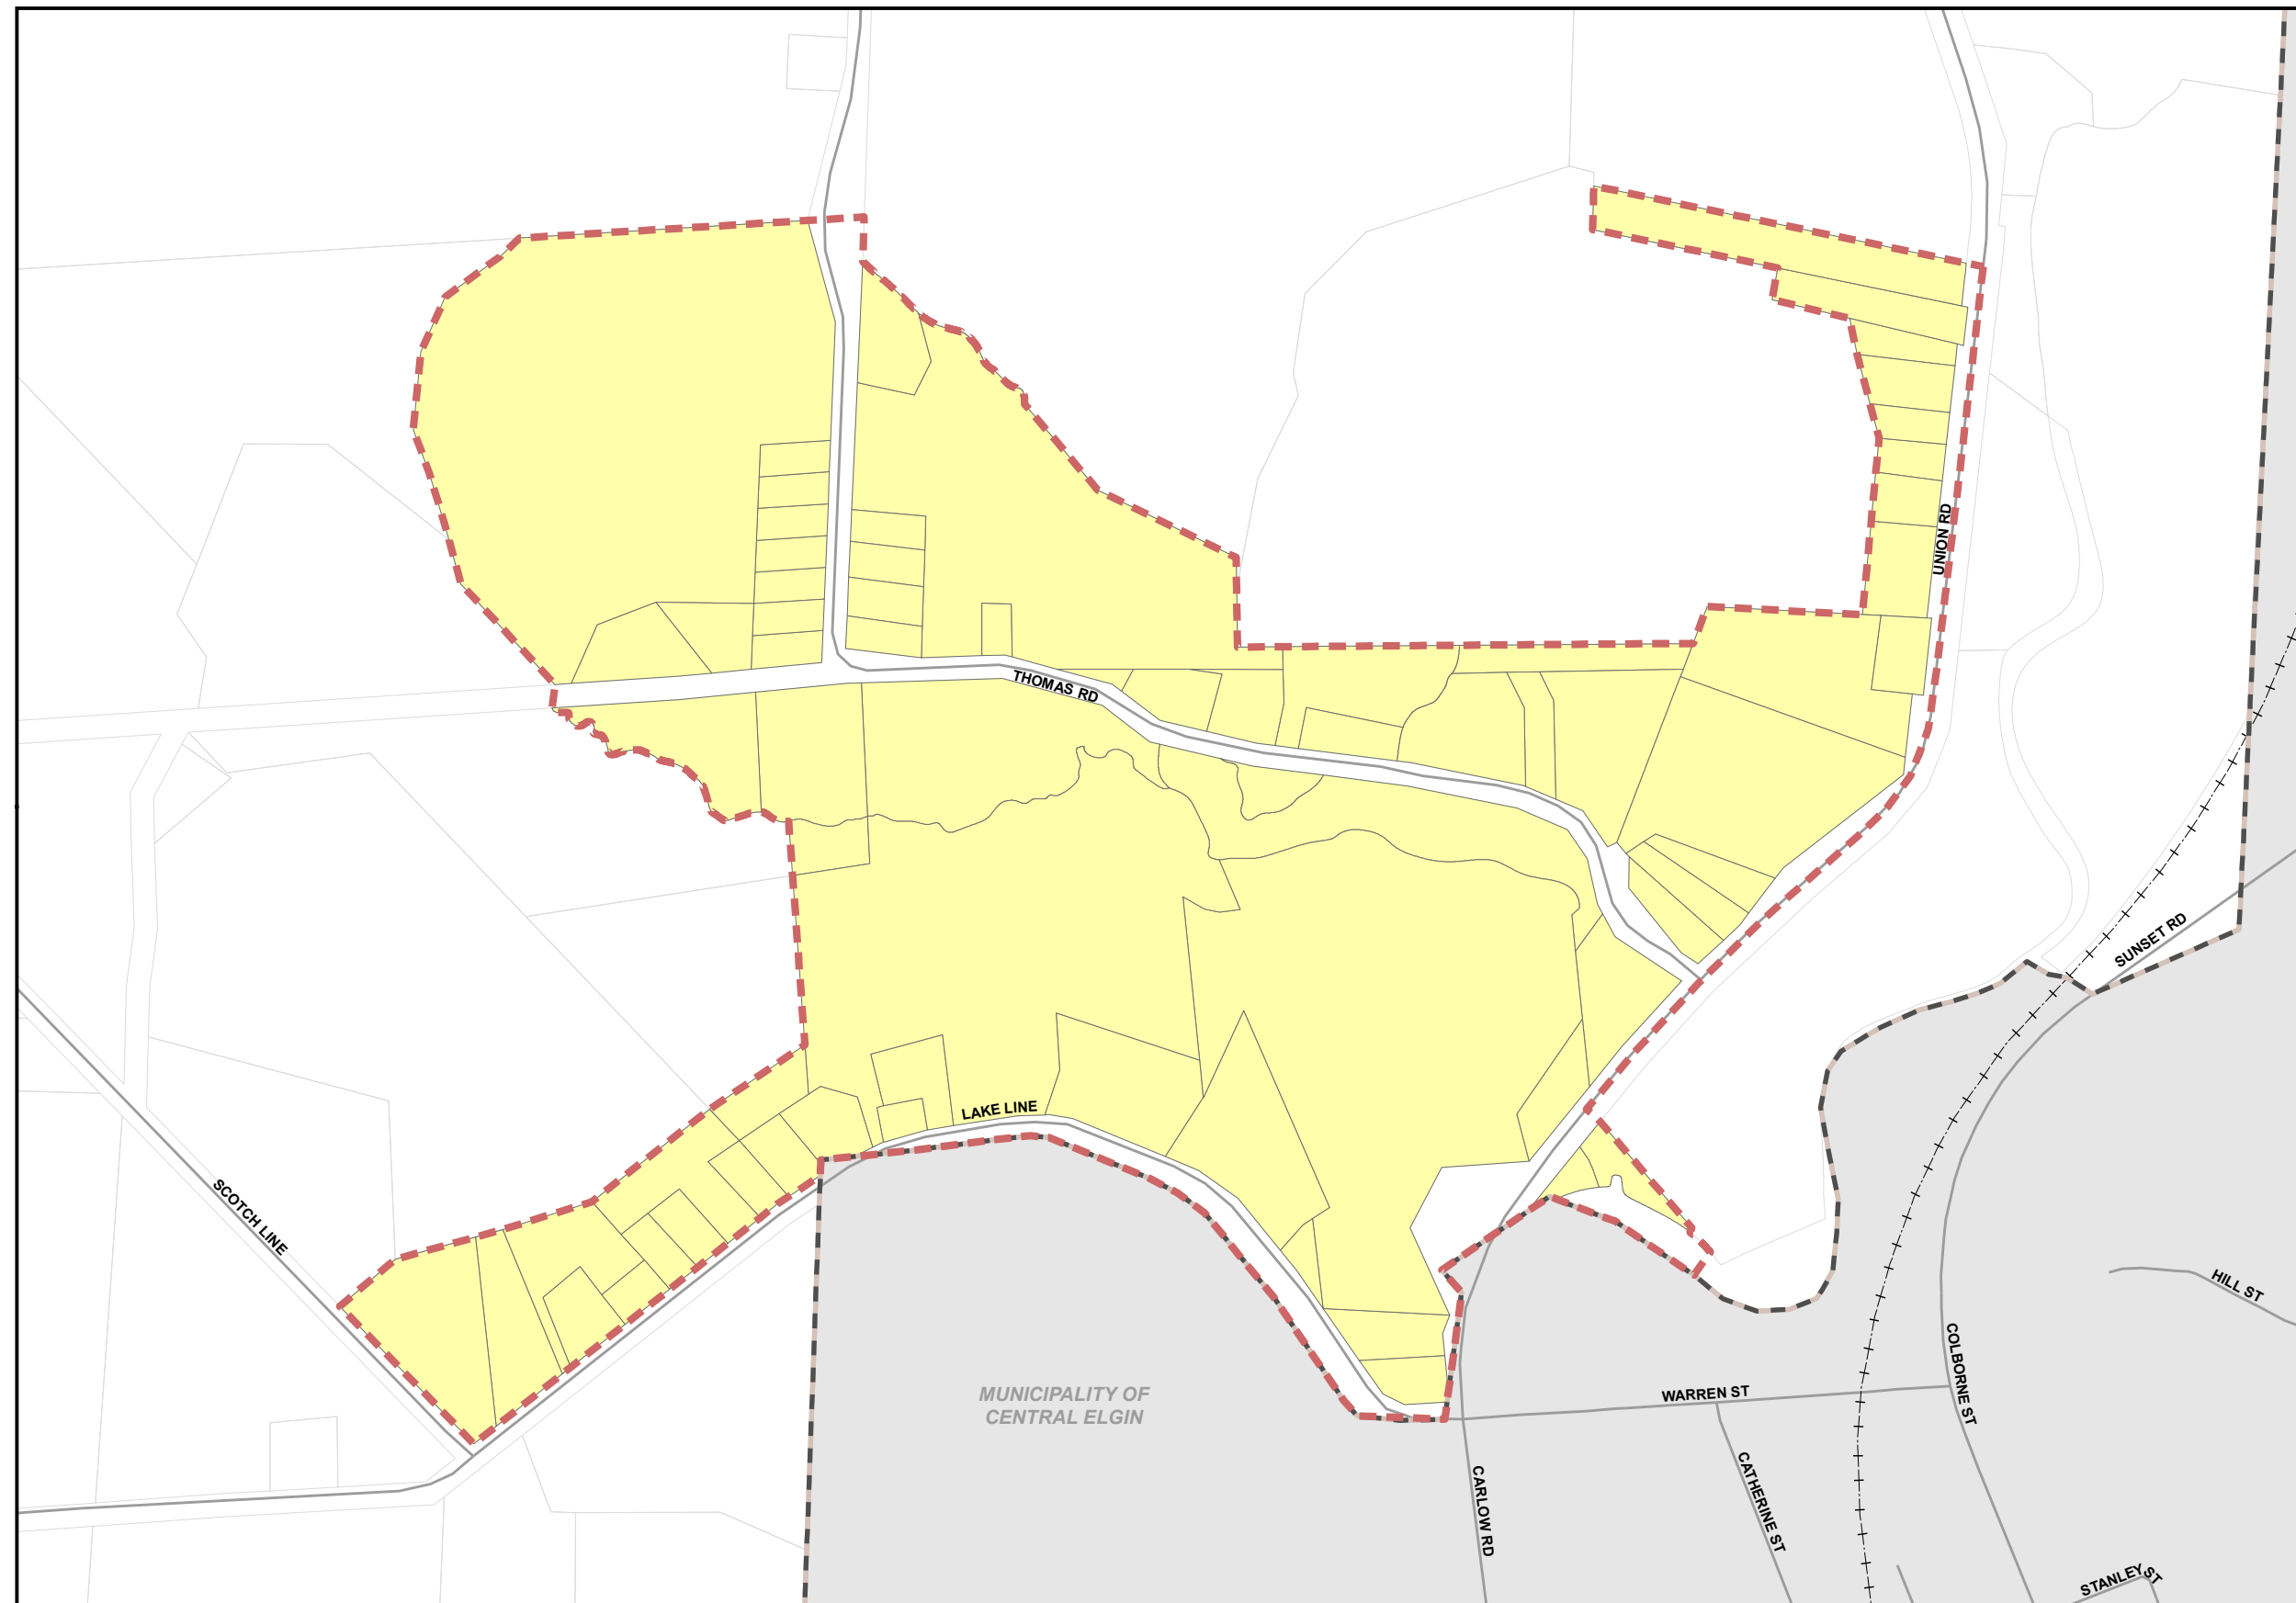 UNION RD
THOMAS RD
SUNSET RD
LAKE LINE
SCOTCH LINE
HILL ST
MUNICIPALITY OF
CENTRAL ELGIN
WARREN ST
COLBORNE ST
CARLOW RD
CATHERINE ST
STANLEY ST